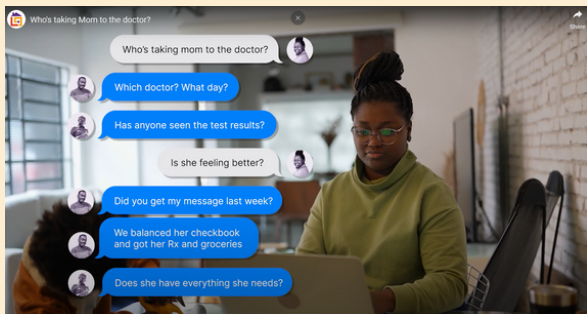 Who's taking Mom to the doctor?
Share
Who's taking mom to the doctor?
Which doctor? What day?
Has anyone seen the test results?
Is she feeling better?
Did you get my message last week?
We balanced her checkbook
and got her Rx and groceries
Does she have everything she needs?